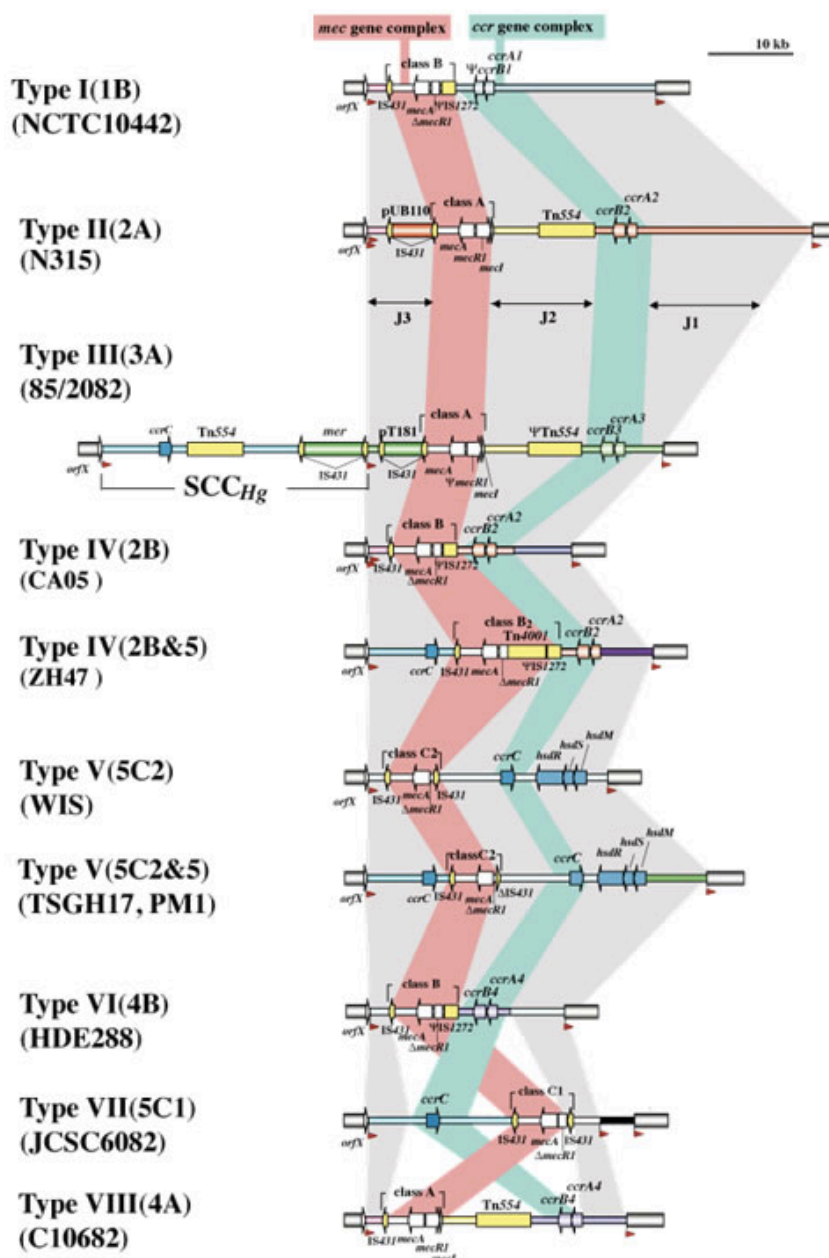 mec gene complex
ccr gene complex
10 kb
Type I(1B)
(NCTC10442)
class B
ccrA1
ΨccrB1
orfX
IS431
mecA
ΔmecR1
ΨIS1272
Type II(2A)
(N315)
pUB110
class A
Tn554
ccrB2
ccrA2
orfX
IS431
mecA
mecR1
mecI
J3
J2
J1
Type III(3A)
(85/2082)
ccrC
Tn554
mer
pT181
class A
ΨTn554
ccrB3
ccrA3
orfX
IS431
IS431
mecA
ΨmecR1
mecI
SCCHg
Type IV(2B)
(CA05 )
class B
ccrB2
ccrA2
orfX
IS431
mecA
ΔmecR1
ΨIS1272
Type IV(2B&5)
(ZH47 )
class B2
Tn4001
ccrB2
ccrA2
orfX
ccrC
IS431
mecA
ΔmecR1
ΨIS1272
Type V(5C2)
(WIS)
class C2
ccrC
hsdR
hsdS
hsdM
orfX
IS431
mecA
ΔmecR1
IS431
Type V(5C2&5)
(TSGH17, PM1)
classC2
ccrC
hsdR
hsdS
hsdM
orfX
ccrC
IS431
mecA
ΔmecR1
ΔIS431
Type VI(4B)
(HDE288)
class B
ccrB4
ccrA4
orfX
IS431
mecA
ΔmecR1
ΨIS1272
Type VII(5C1)
(JCSC6082)
ccrC
class C1
orfX
IS431
mecA
ΔmecR1
IS431
Type VIII(4A)
(C10682)
class A
Tn554
ccrB4
ccrA4
orfX
IS431
mecA
mecR1